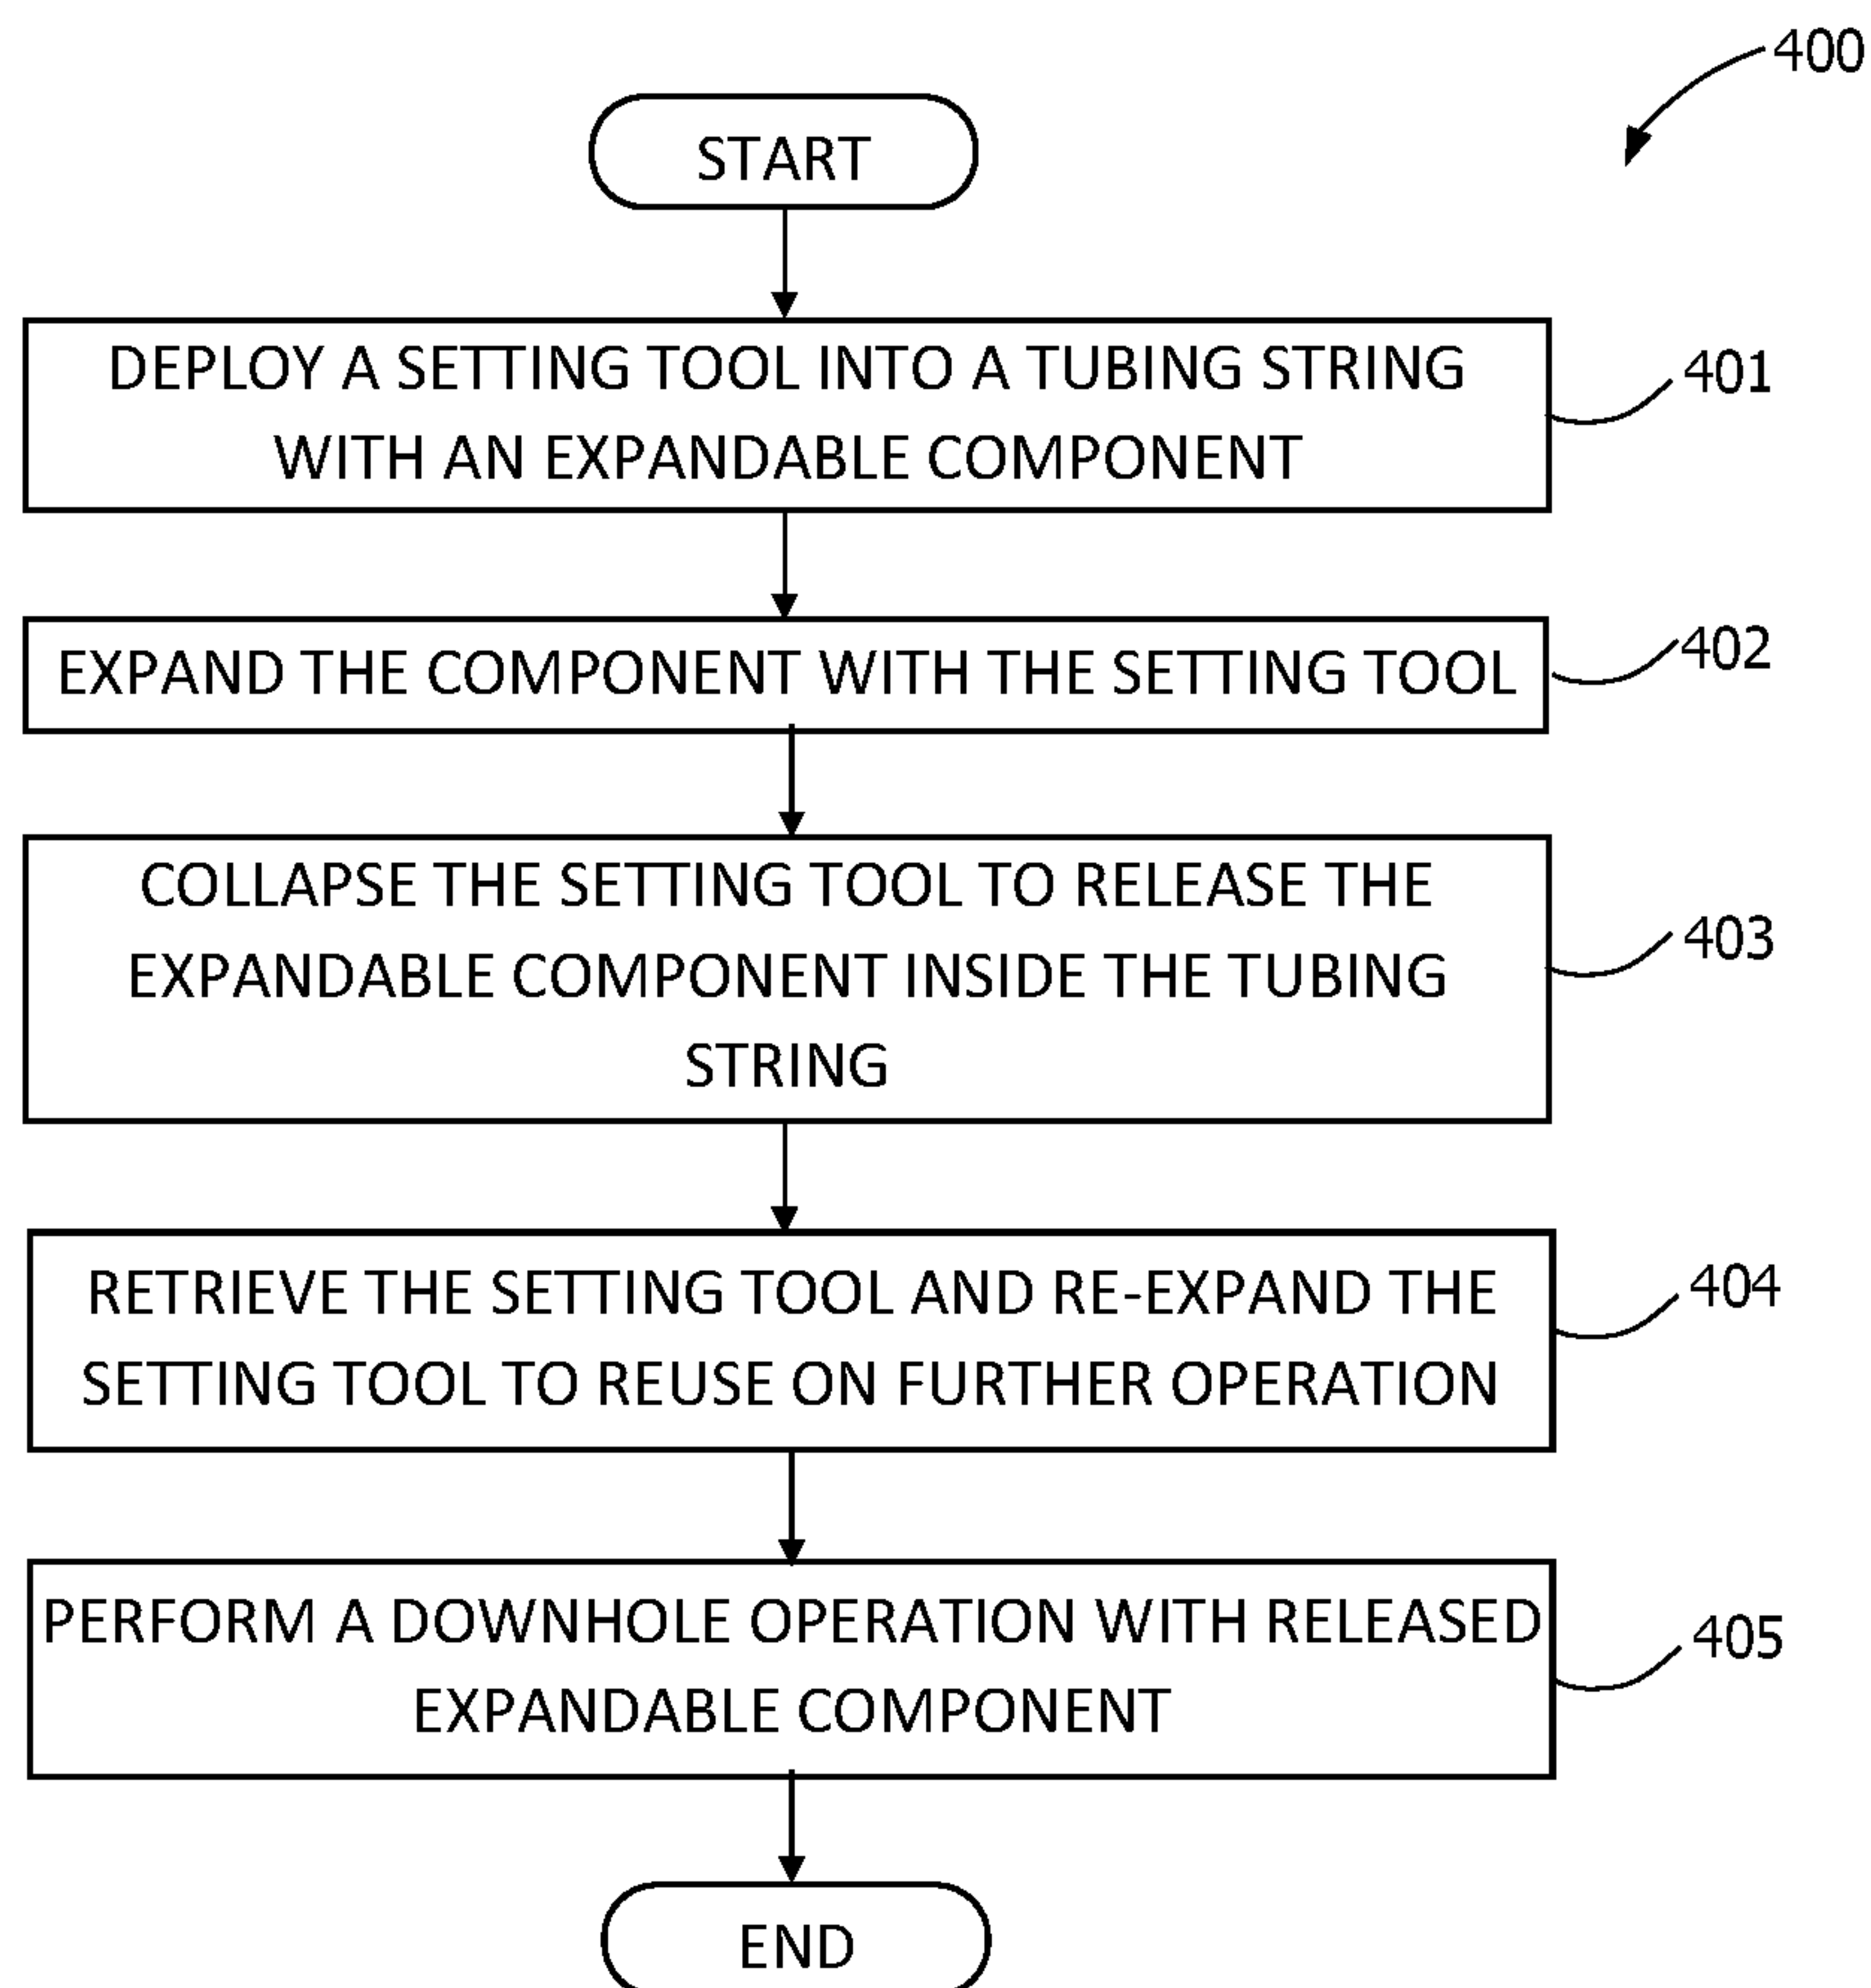 400
START
DEPLOY A SETTING TOOL INTO A TUBING STRING
WITH AN EXPANDABLE COMPONENT
401
EXPAND THE COMPONENT WITH THE SETTING TOOL
402
COLLAPSE THE SETTING TOOL TO RELEASE THE
EXPANDABLE COMPONENT INSIDE THE TUBING
STRING
403
RETRIEVE THE SETTING TOOL AND RE-EXPAND THE
SETTING TOOL TO REUSE ON FURTHER OPERATION
404
PERFORM A DOWNHOLE OPERATION WITH RELEASED
EXPANDABLE COMPONENT
405
END